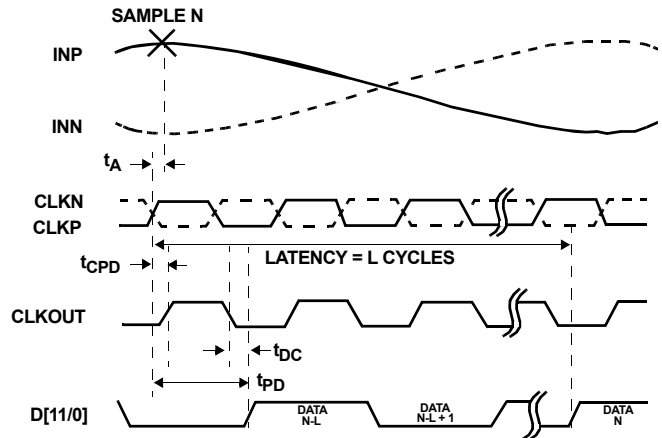 SAMPLE N
INP
INN
tA
CLKN
CLKP
LATENCY = L CYCLES
tCPD
CLKOUT
tDC
tPD
D[11/0]
DATA
N-L
DATA
N-L + 1
DATA
N